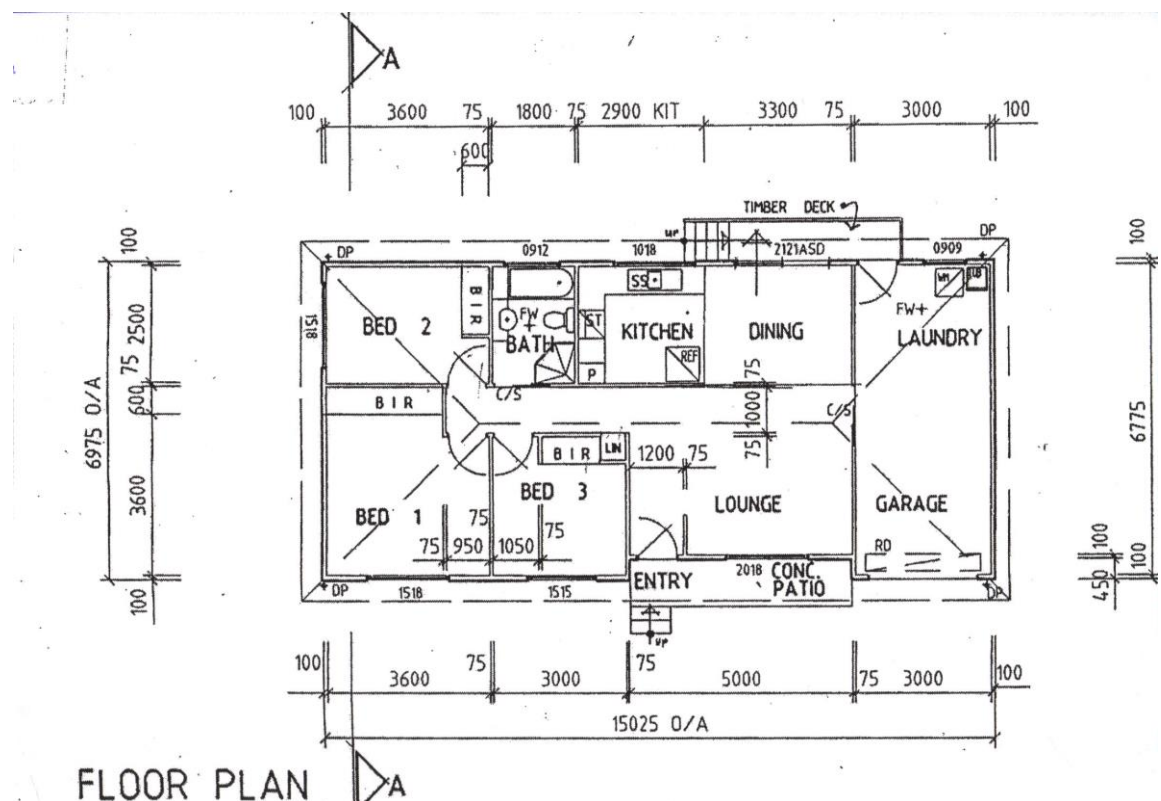 A
100 3600 75 1800 75 2900 KIT 3300 75 3000 100
600
TIMBER DECK
UP
DP 0912 1018 2121ASD 0909 DP
100 2500 75 600 3600 100
6975 O/A
1518
BED 2
BIR
FW
BATH
SS
ST
KITCHEN
REF
P
DINING
WM
FW
LAUNDRY
75
1000
75
C/S
C/S
BIR
BIR
LIN
1200 75
BED 3
BED 1
LOUNGE
GARAGE
75
75 950 1050 75
RD
100
6775
100
100
450
ENTRY
2018 CONC.
PATIO
DP 1518 1515 DP
UP
100 3600 75 3000 75 5000 75 3000 100
15025 O/A
FLOOR PLAN
A